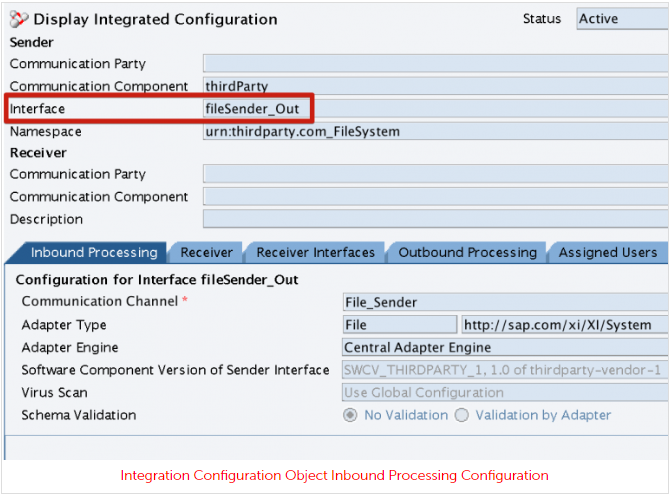 Display Integrated Configuration Status Active
Sender
Communication Party
Communication Component thirdParty
Interface fileSender_Out
Namespace urn:thirdparty.com_FileSystem
Receiver
Communication Party
Communication Component
Description
Inbound Processing Receiver Receiver Interfaces Outbound Processing Assigned Users
Configuration for Interface fileSender_Out
Communication Channel * File_Sender
Adapter Type File http://sap.com/xi/XI/System
Adapter Engine Central Adapter Engine
Software Component Version of Sender Interface SWCV_THIRDPARTY_1, 1.0 of thirdparty-vendor-1
Virus Scan Use Global Configuration
Schema Validation No Validation Validation by Adapter
Integration Configuration Object Inbound Processing Configuration